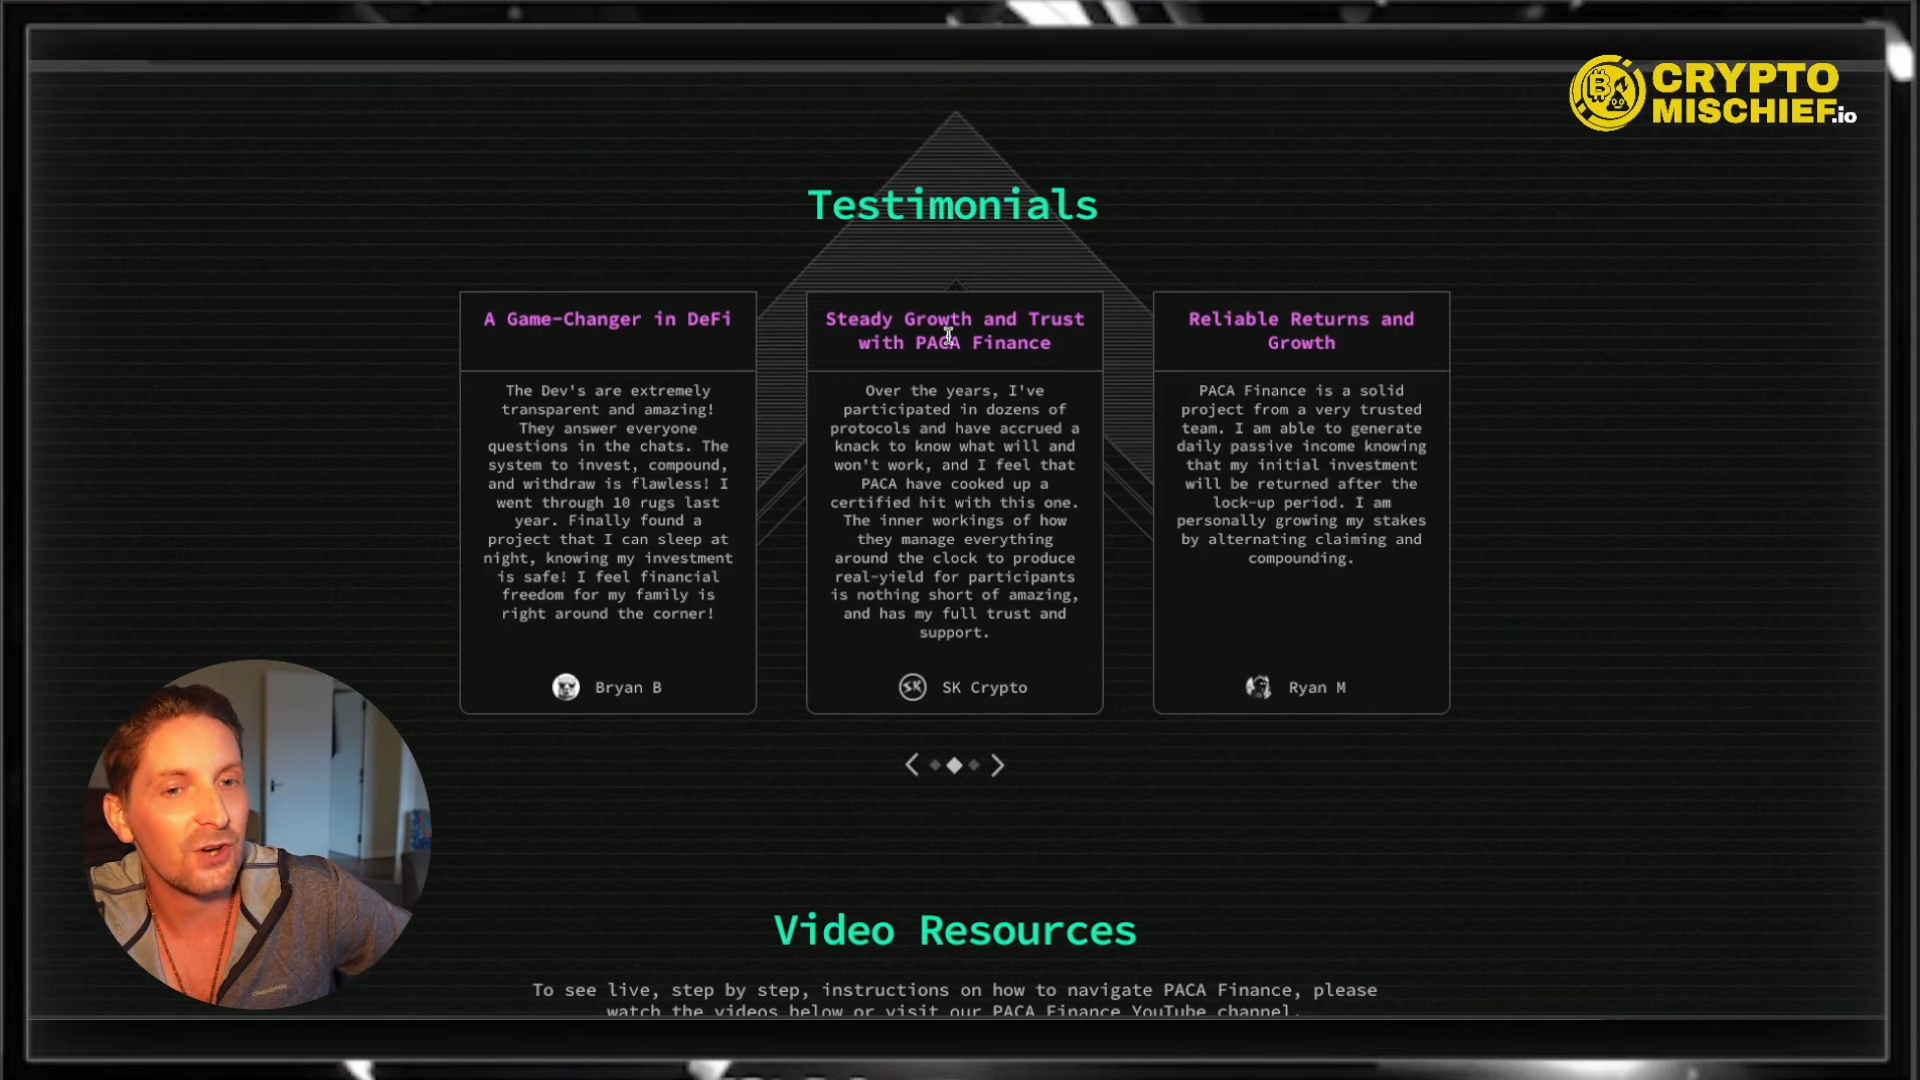 CRYPTO
MISCHIEF.io
Testimonials
A Game-Changer in DeFi
The Dev's are extremely
transparent and amazing!
They answer everyone
questions in the chats. The
system to invest, compound,
and withdraw is flawless! I
went through 10 rugs last
year. Finally found a
project that I can sleep at
night, knowing my investment
is safe! I feel financial
freedom for my family is
right around the corner!
Bryan B
Steady Growth and Trust
with PACA Finance
Over the years, I've
participated in dozens of
protocols and have accrued a
knack to know what will and
won't work, and I feel that
PACA have cooked up a
certified hit with this one.
The inner workings of how
they manage everything
around the clock to produce
real-yield for participants
is nothing short of amazing,
and has my full trust and
support.
SK
SK Crypto
Reliable Returns and
Growth
PACA Finance is a solid
project from a very trusted
team. I am able to generate
daily passive income knowing
that my initial investment
will be returned after the
lock-up period. I am
personally growing my stakes
by alternating claiming and
compounding.
Ryan M
Video Resources
To see live, step by step, instructions on how to navigate PACA Finance, please
watch the videos below or visit our PACA Finance YouTube channel.